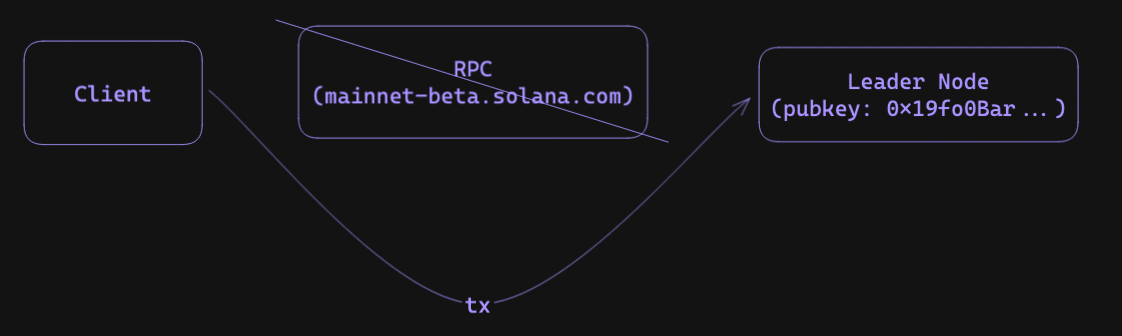 Client
RPC
(mainnet-beta.solana.com)
Leader Node
(pubkey: 0x19fo0Bar...)
tx